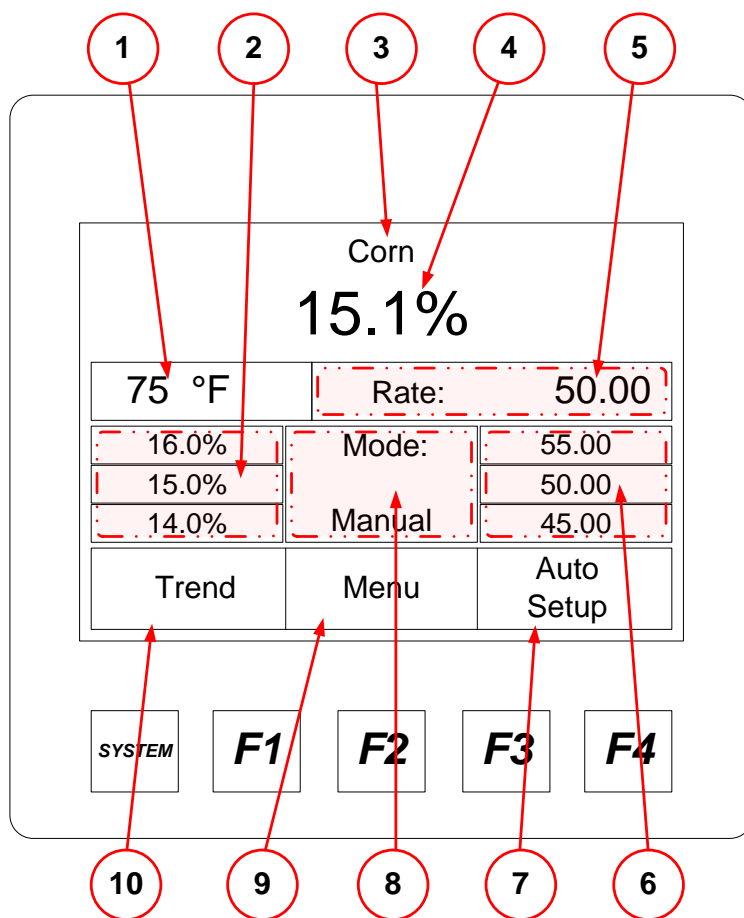 1 2 3 4 5
Corn
15.1%
75 °F Rate: 50.00
16.0% Mode: 55.00
15.0% 50.00
14.0% Manual 45.00
Trend Menu Auto
Setup
SYSTEM F1 F2 F3 F4
10 9 8 7 6